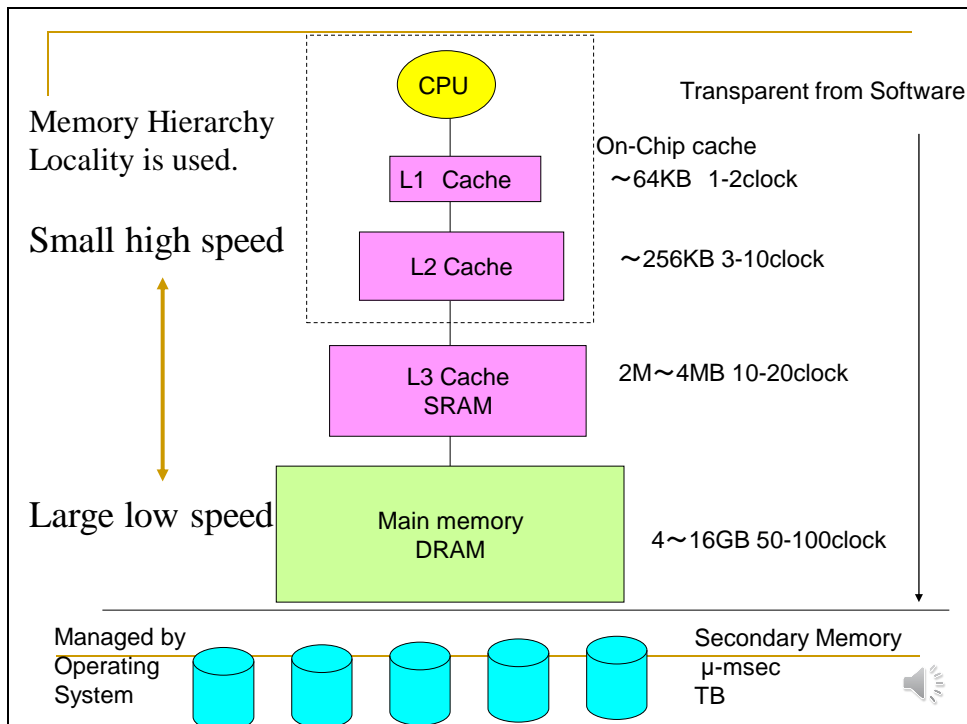 CPU
Transparent from Software
Memory Hierarchy
Locality is used.
On-Chip cache
L1 Cache
～64KB 1-2clock
Small high speed
L2 Cache
～256KB 3-10clock
L3 Cache
SRAM
2M～4MB 10-20clock
Large low speed
Main memory
DRAM
4～16GB 50-100clock
Managed by
Operating
System
Secondary Memory
μ-msec
TB